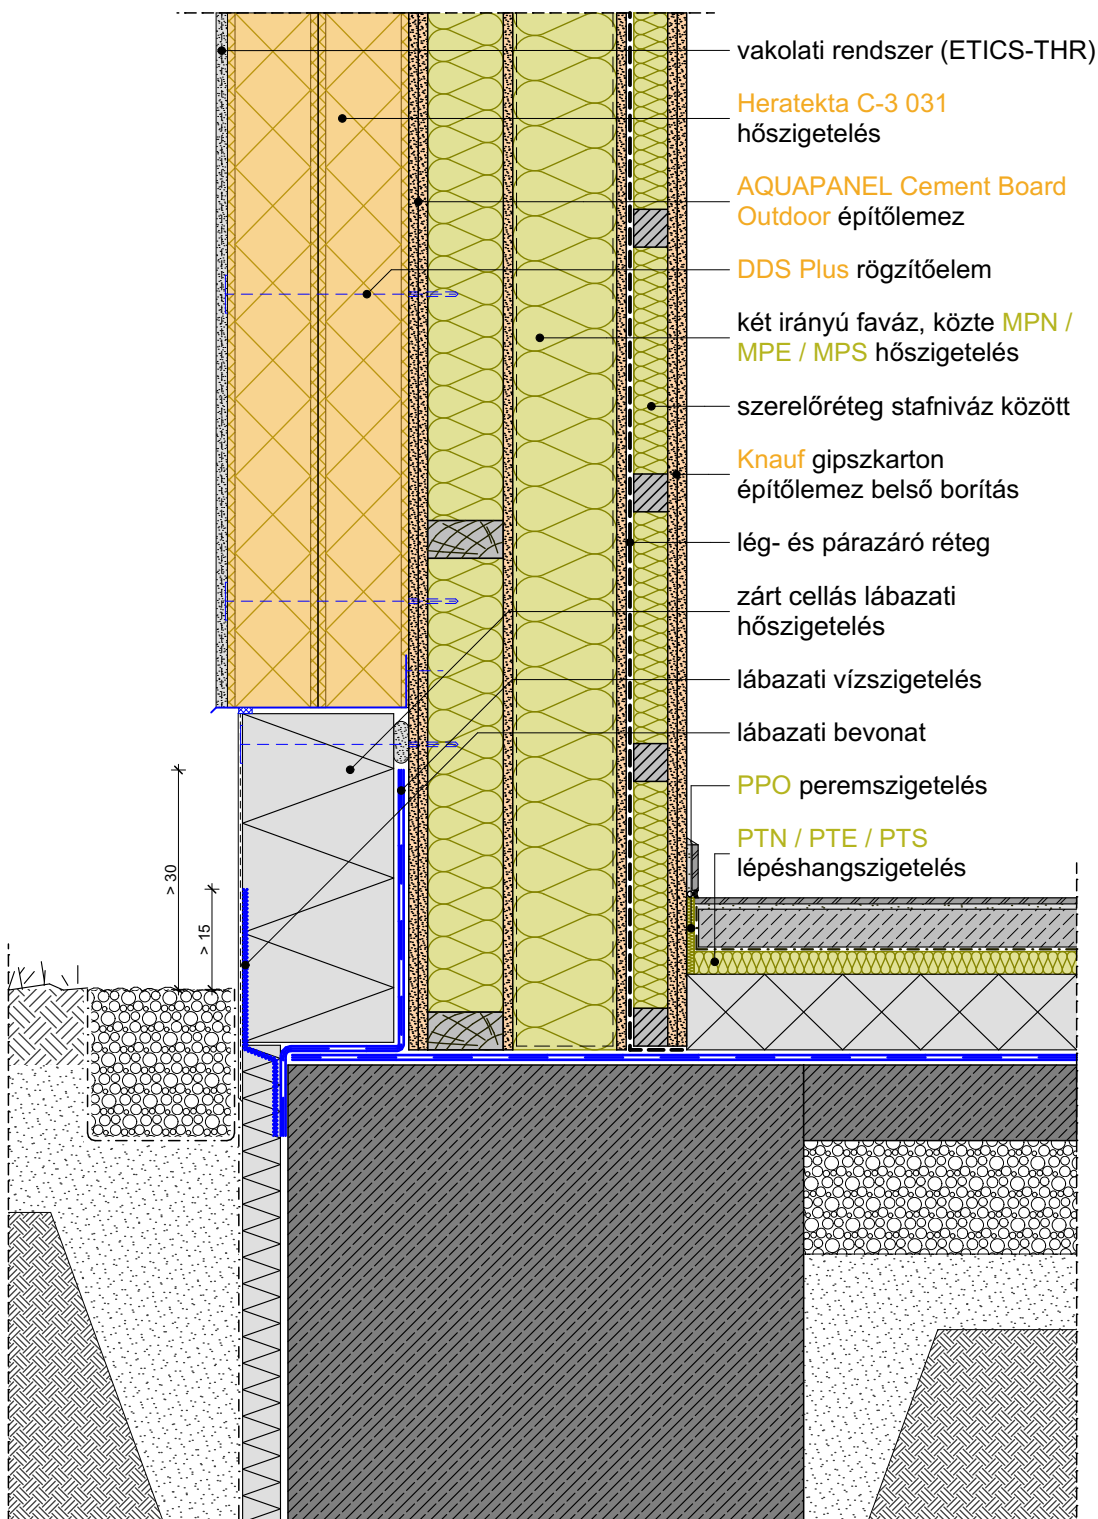 vakolati rendszer (ETICS-THR)
Heratekta C-3 031
hőszigetelés
AQUAPANEL Cement Board
Outdoor építőlemez
DDS Plus rögzítőelem
két irányú faváz, közte MPN /
MPE / MPS hőszigetelés
szerelőréteg stafniváz között
Knauf gipszkarton
építőlemez belső borítás
lég- és párazáró réteg
zárt cellás lábazati
hőszigetelés
lábazati vízszigetelés
lábazati bevonat
PPO peremszigetelés
PTN / PTE / PTS
lépéshangszigetelés
> 30
> 15